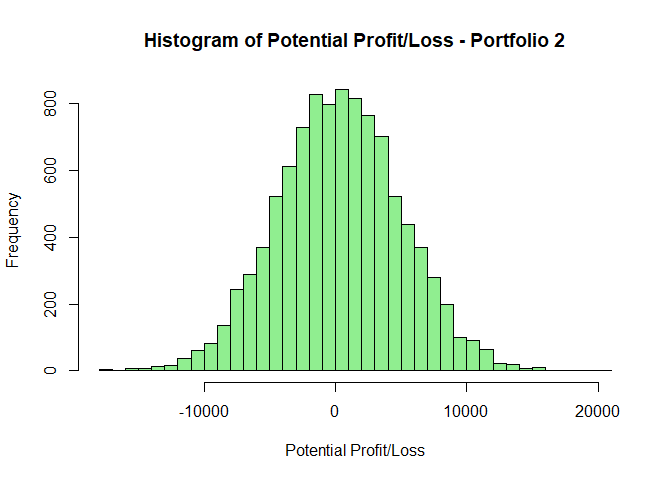 Histogram of Potential Profit/Loss - Portfolio 2
Frequency
800
600
400
200
0
-10000 0 10000 20000
Potential Profit/Loss